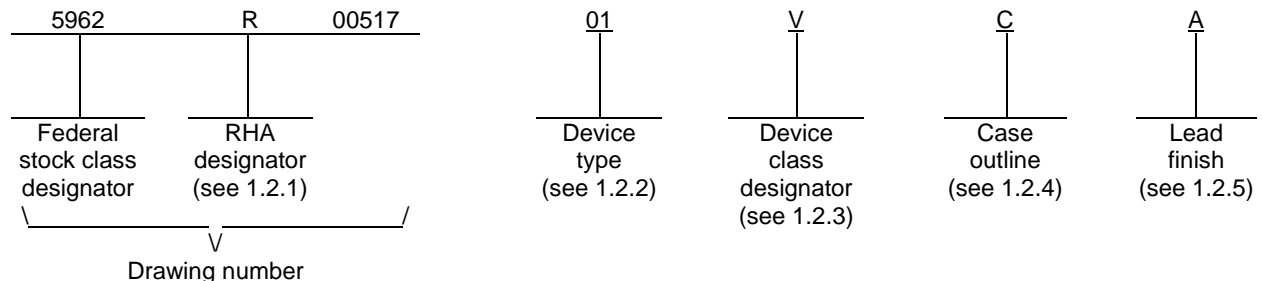 5962 R 00517 01 V C A
Federal stock class designator
RHA designator (see 1.2.1)
Device type (see 1.2.2)
Device class designator (see 1.2.3)
Case outline (see 1.2.4)
Lead finish (see 1.2.5)
\ /
\/
Drawing number